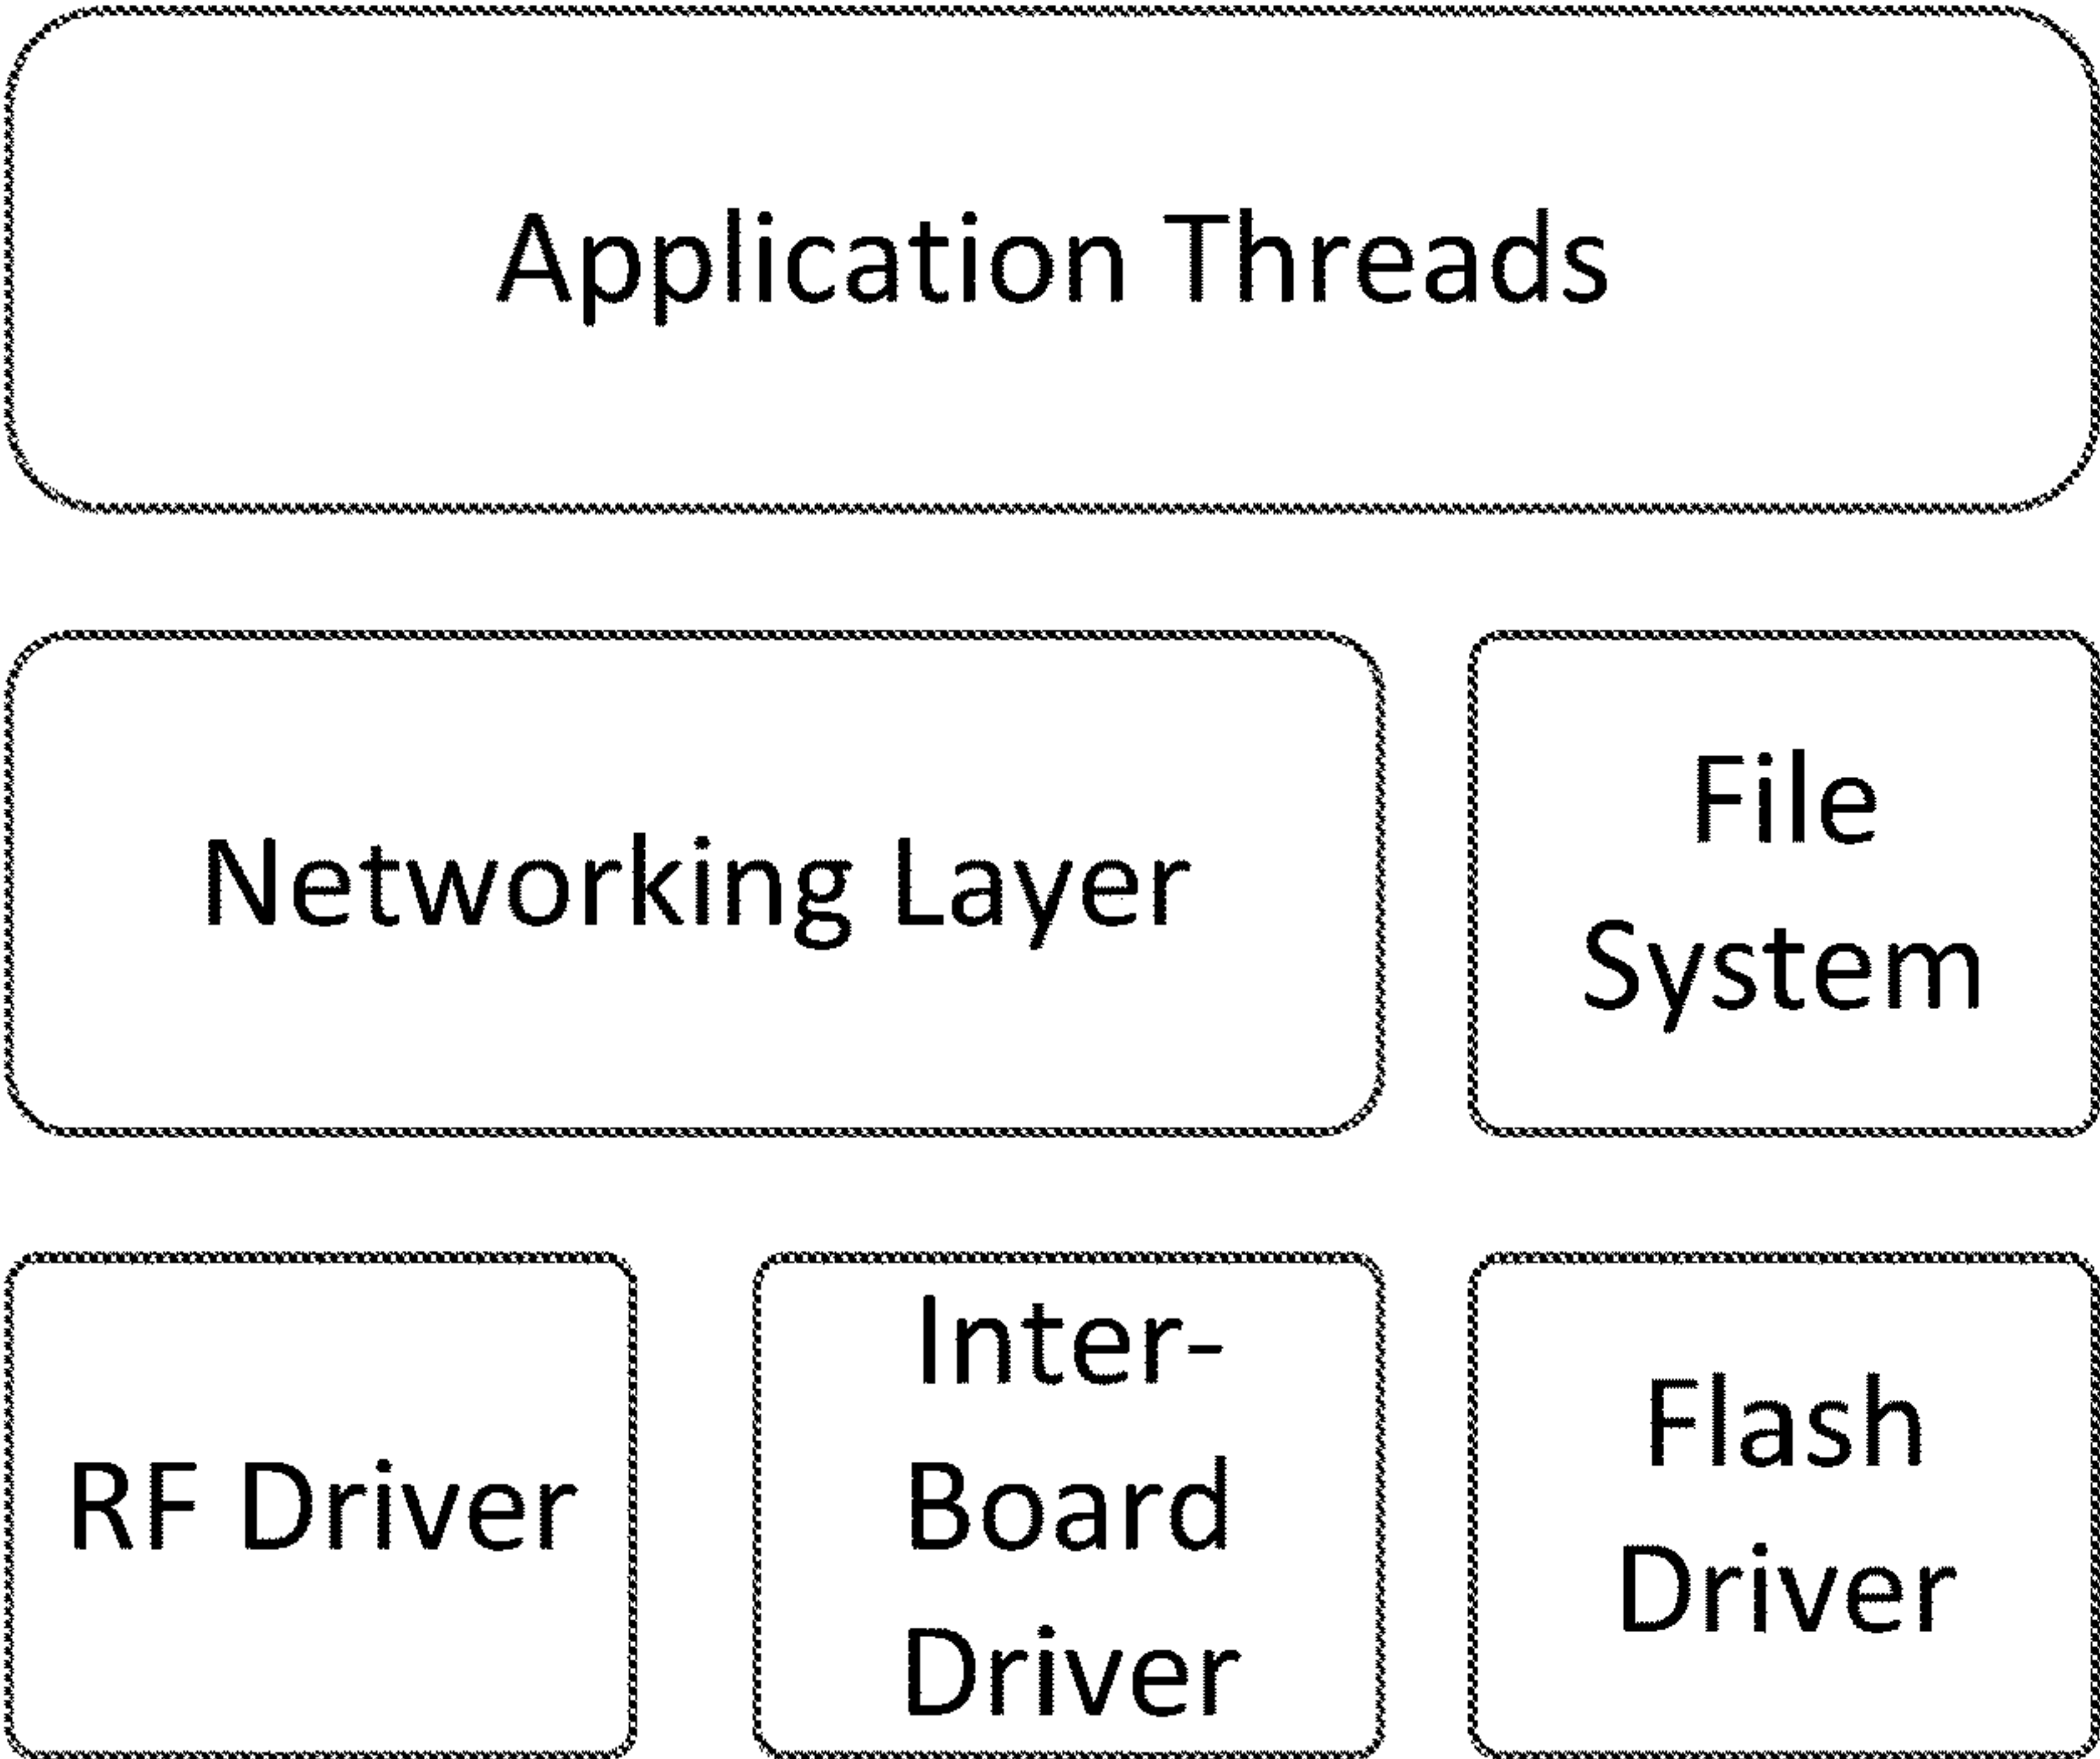 Application Threads
Networking Layer
File
System
RF Driver
Inter-
Board
Driver
Flash
Driver